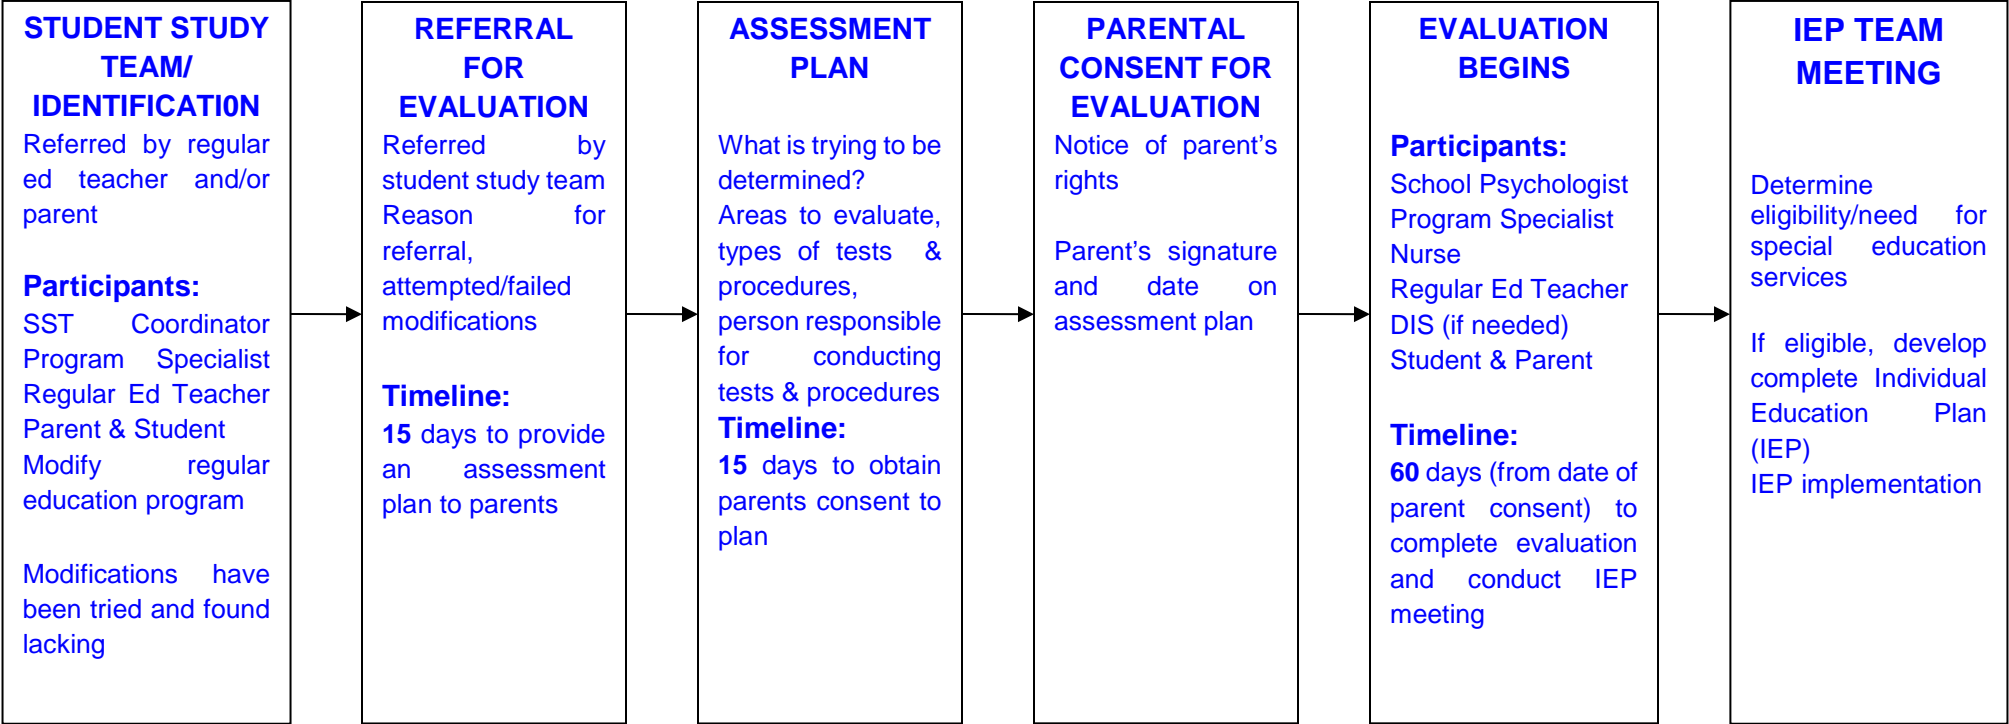 STUDENT STUDY
TEAM/
IDENTIFICATI0N
Referred by regular
ed teacher and/or
parent
Participants:
SST Coordinator
Program Specialist
Regular Ed Teacher
Parent & Student
Modify regular
education program
Modifications have
been tried and found
lacking
REFERRAL
FOR
EVALUATION
Referred by
student study team
Reason for
referral,
attempted/failed
modifications
Timeline:
15 days to provide
an assessment
plan to parents
ASSESSMENT
PLAN
What is trying to be
determined?
Areas to evaluate,
types of tests &
procedures,
person responsible
for conducting
tests & procedures
Timeline:
15 days to obtain
parents consent to
plan
PARENTAL
CONSENT FOR
EVALUATION
Notice of parent’s
rights
Parent’s signature
and date on
assessment plan
EVALUATION
BEGINS
Participants:
School Psychologist
Program Specialist
Nurse
Regular Ed Teacher
DIS (if needed)
Student & Parent
Timeline:
60 days (from date of
parent consent) to
complete evaluation
and conduct IEP
meeting
IEP TEAM
MEETING
Determine
eligibility/need for
special education
services
If eligible, develop
complete Individual
Education Plan
(IEP)
IEP implementation